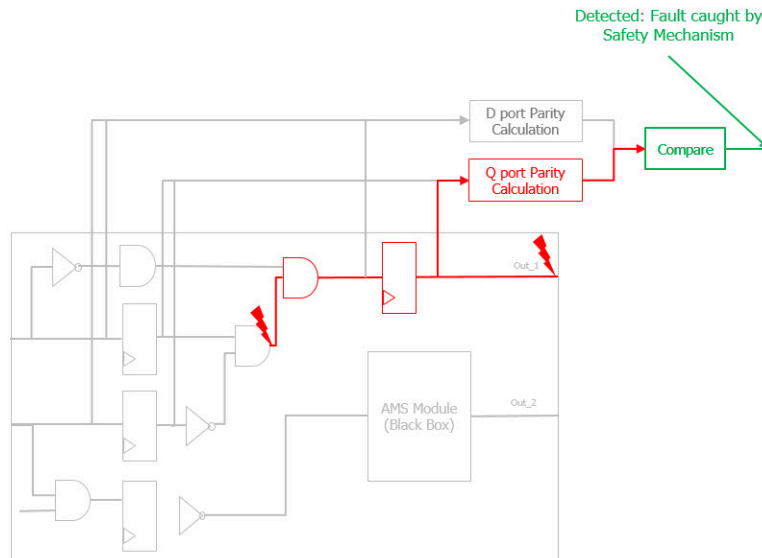 Detected: Fault caught by
Safety Mechanism
D port Parity
Calculation
Compare
Q port Parity
Calculation
Out_1
AMS Module
(Black Box)
Out_2